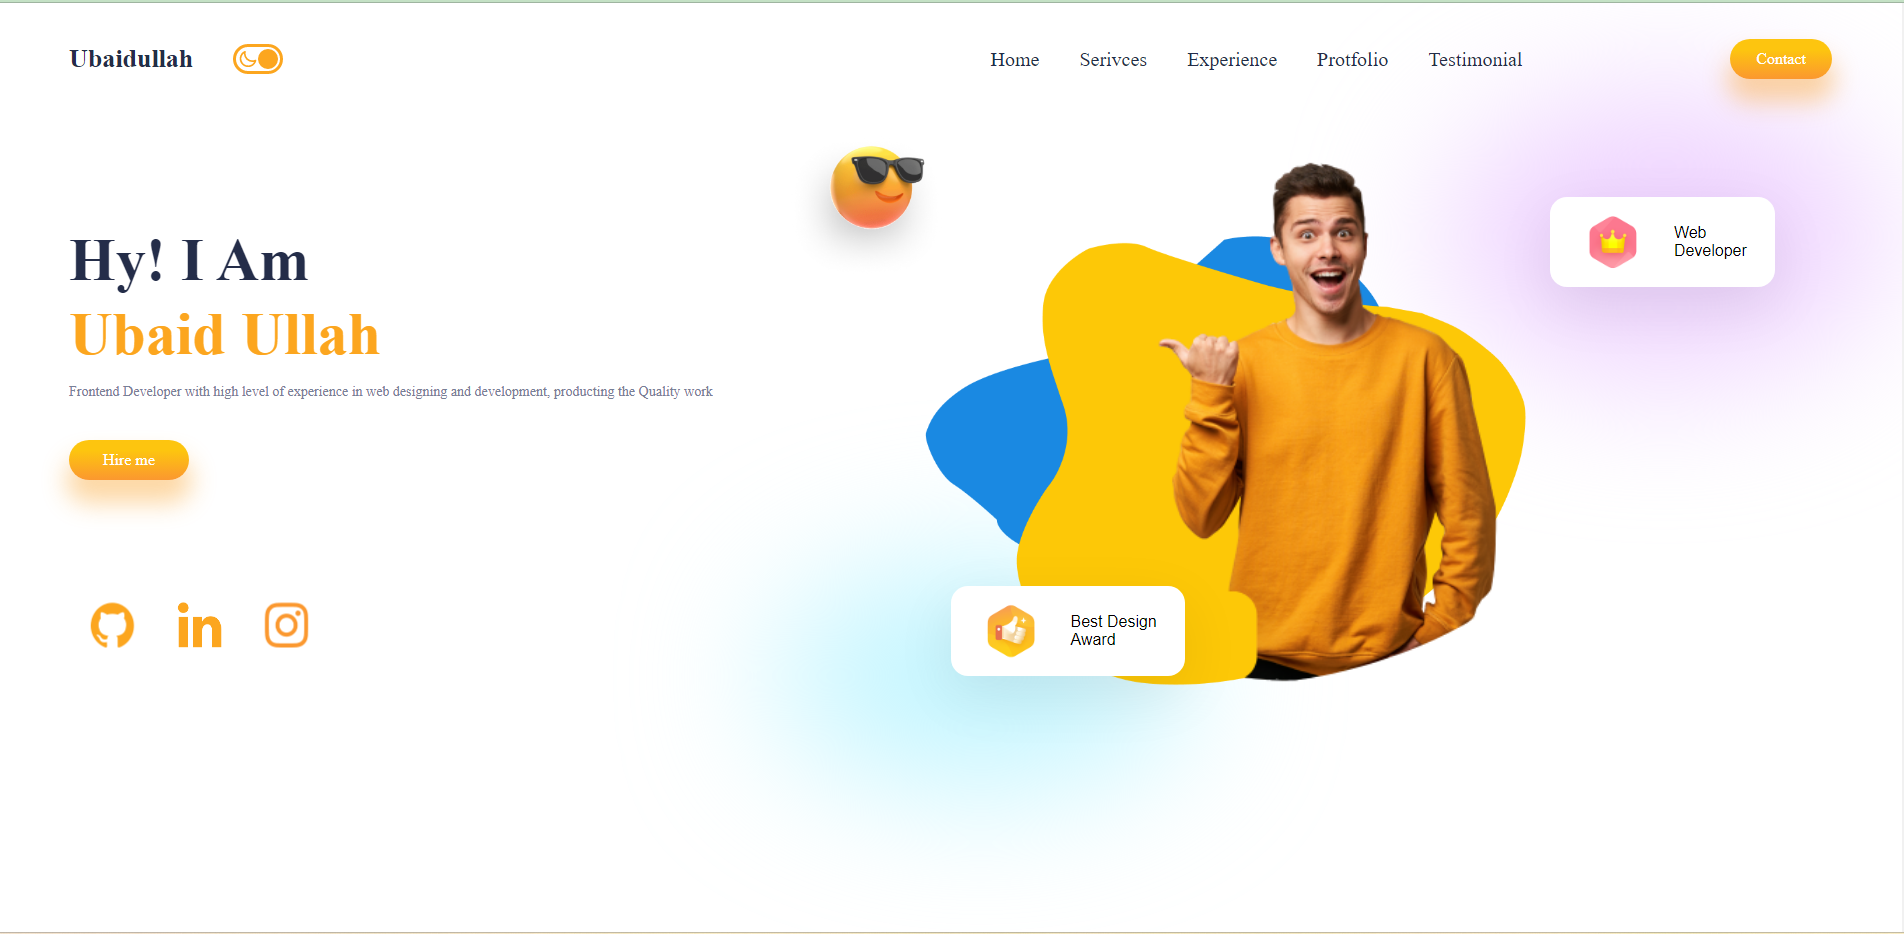 Ubaidullah
Home Serivces Experience Protfolio Testimonial
Contact
Hy! I Am
Ubaid Ullah
Frontend Developer with high level of experience in web designing and development, producting the Quality work
Hire me
in
Web
Developer
Best Design
Award